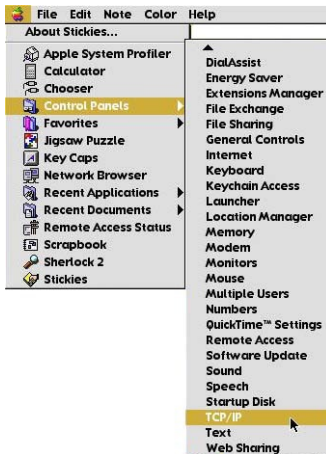 File Edit Note Color Help
About Stickies...
Apple System Profiler
Calculator
Chooser
Control Panels
Favorites
Jigsaw Puzzle
Key Caps
Network Browser
Recent Applications
Recent Documents
Remote Access Status
Scrapbook
Sherlock 2
Stickies
DialAssist
Energy Saver
Extensions Manager
File Exchange
File Sharing
General Controls
Internet
Keyboard
Keychain Access
Launcher
Location Manager
Memory
Modem
Monitors
Mouse
Multiple Users
Numbers
QuickTime™ Settings
Remote Access
Software Update
Sound
Speech
Startup Disk
TCP/IP
Text
Web Sharing